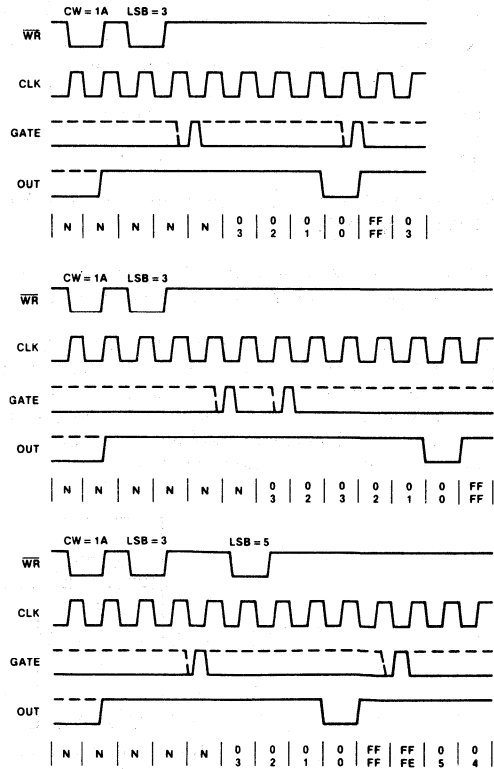 CW = 1A LSB = 3
WR
CLK
GATE
OUT
N N N N N 0 0 0 0 FF 0
3 2 1 0 FF 3
CW = 1A LSB = 3
WR
CLK
GATE
OUT
N N N N N N 0 0 0 0 0 0 FF
3 2 3 2 1 0 FF
CW = 1A LSB = 3 LSB = 5
WR
CLK
GATE
OUT
N N N N N 0 0 0 0 FF FF 0 0
3 2 1 0 FF FE 5 4